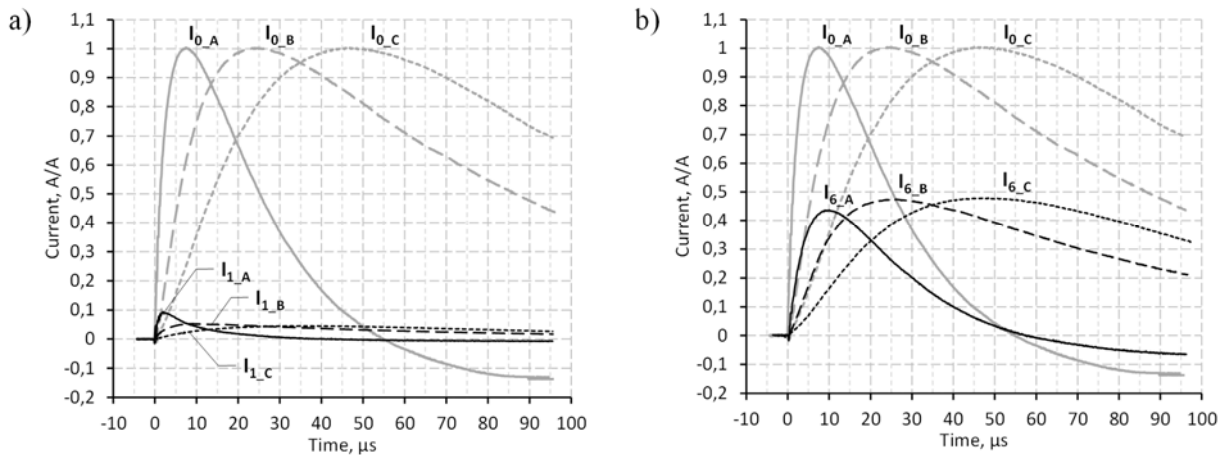 a)
Current, A/A
1,1
1
0,9
0,8
0,7
0,6
0,5
0,4
0,3
0,2
0,1
0
-0,1
-0,2
I0_A
I0_B
I0_C
I1_A
I1_B
I1_C
-10 0 10 20 30 40 50 60 70 80 90 100
Time, µs
b)
Current, A/A
1,1
1
0,9
0,8
0,7
0,6
0,5
0,4
0,3
0,2
0,1
0
-0,1
-0,2
I0_A
I0_B
I0_C
I6_A
I6_B
I6_C
-10 0 10 20 30 40 50 60 70 80 90 100
Time, µs